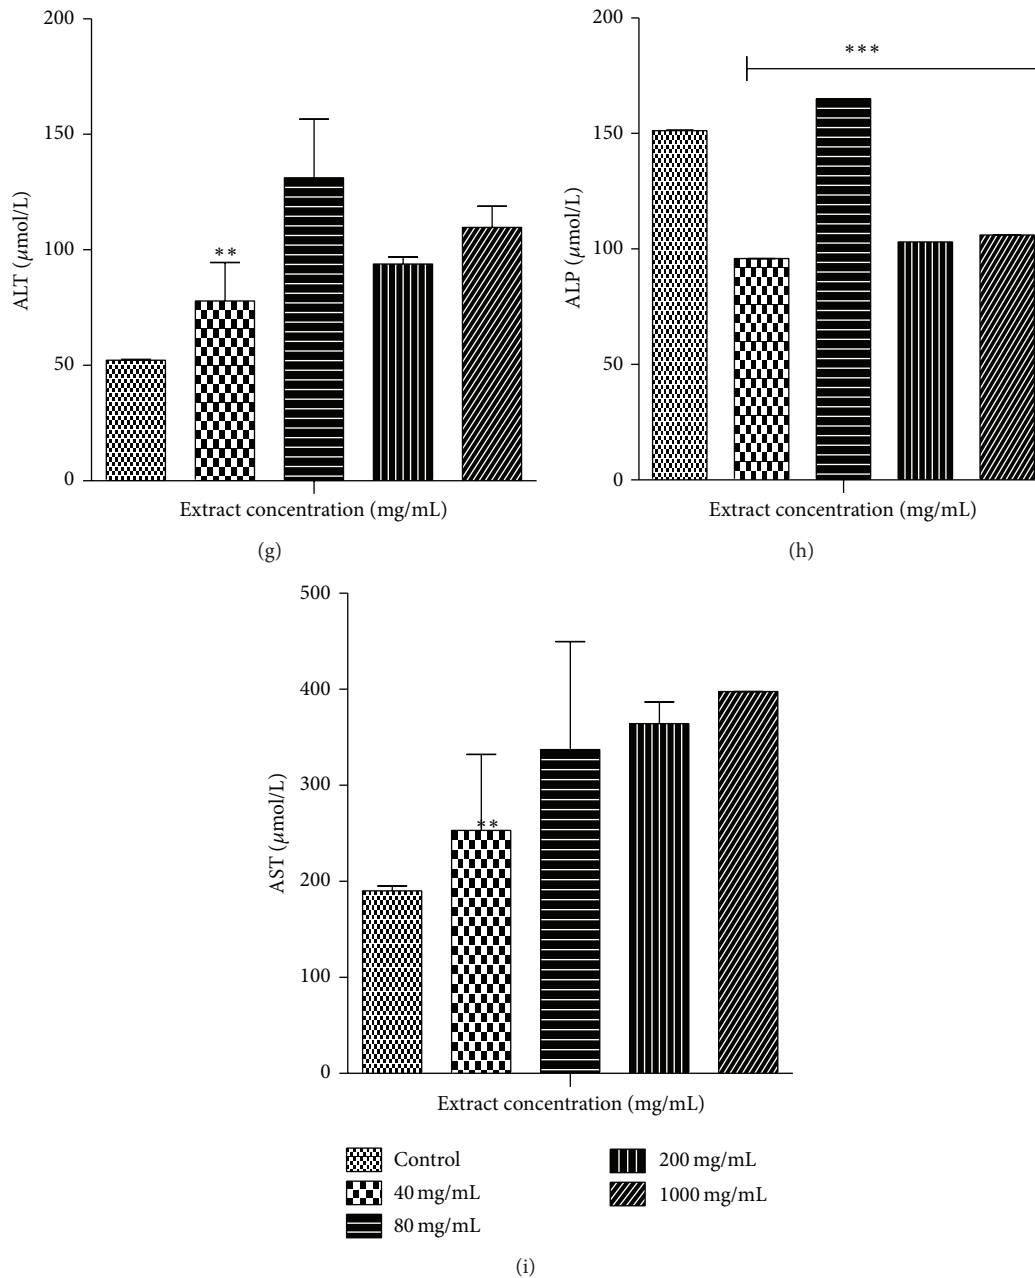 200
150
100
50
0
ALT (μmol/L)
**
Extract concentration (mg/mL)
(g)
200
150
100
50
0
ALP (μmol/L)
***
Extract concentration (mg/mL)
(h)
500
400
300
200
100
0
AST (μmol/L)
**
Extract concentration (mg/mL)
Control
40 mg/mL
80 mg/mL
200 mg/mL
1000 mg/mL
(i)